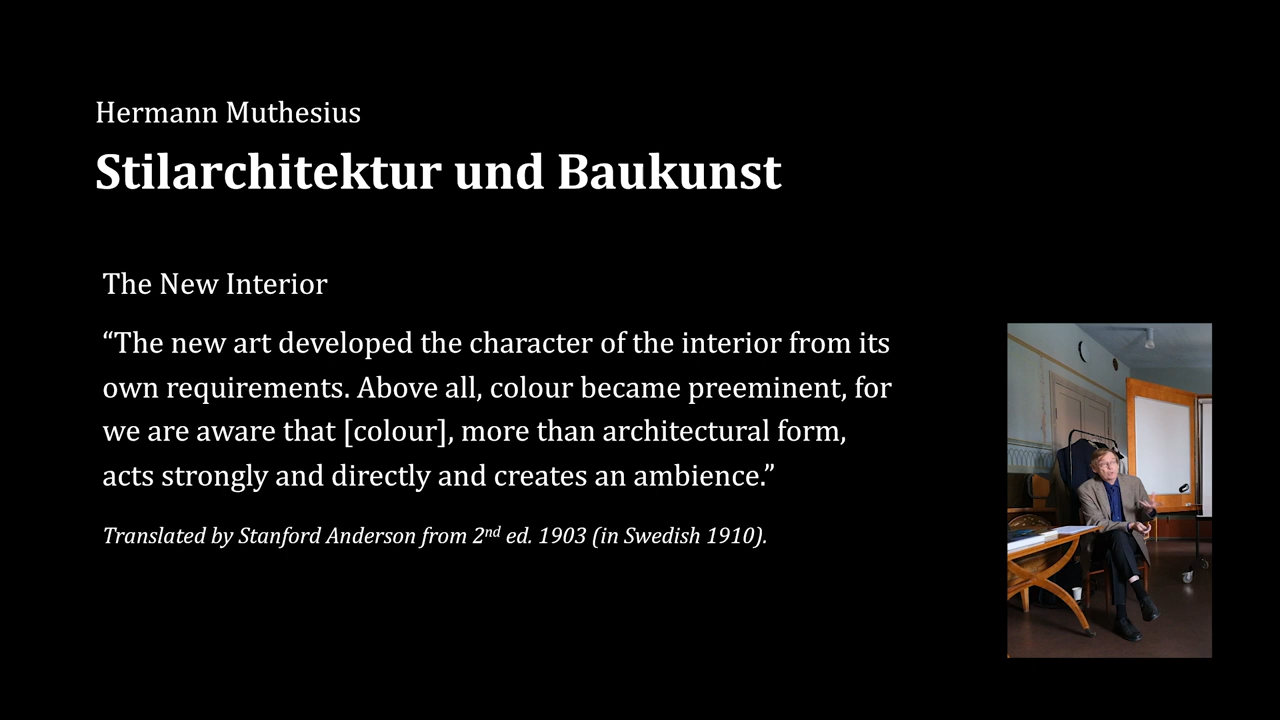 Hermann Muthesius
Stilarchitektur und Baukunst
The New Interior
“The new art developed the character of the interior from its
own requirements. Above all, colour became preeminent, for
we are aware that [colour], more than architectural form,
acts strongly and directly and creates an ambience.”
Translated by Stanford Anderson from 2nd ed. 1903 (in Swedish 1910).